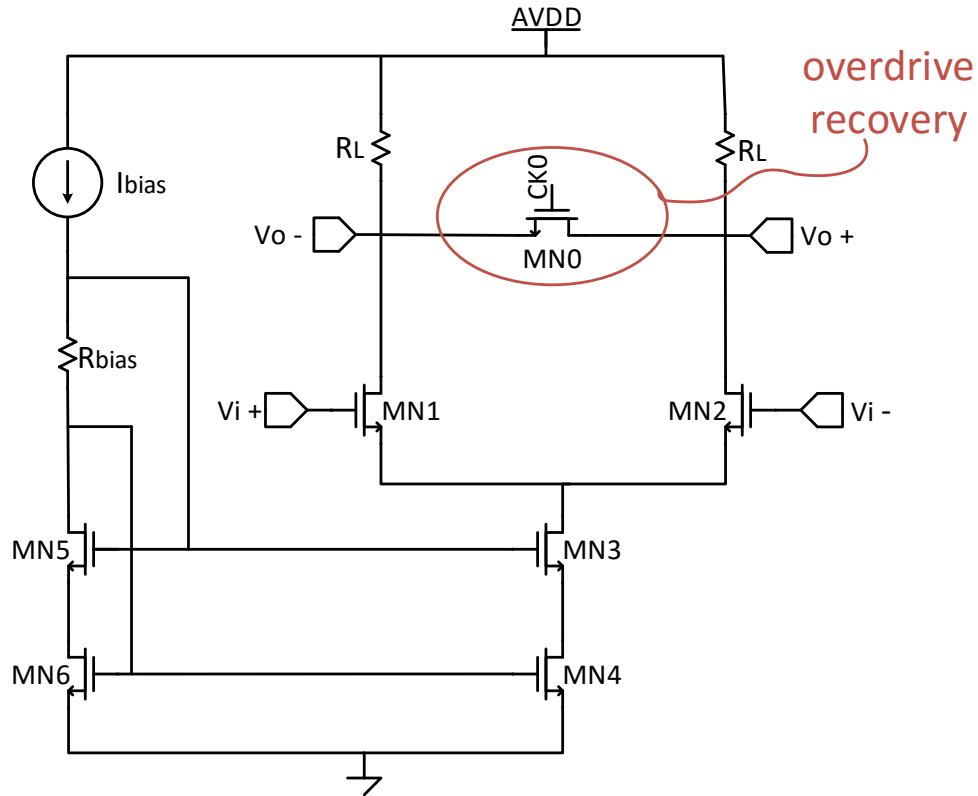 AVDD
overdrive
recovery
RL
RL
CK0
Ibias
Vo -
Vo +
MN0
Rbias
Vi +
MN1
MN2
Vi -
MN5
MN3
MN6
MN4